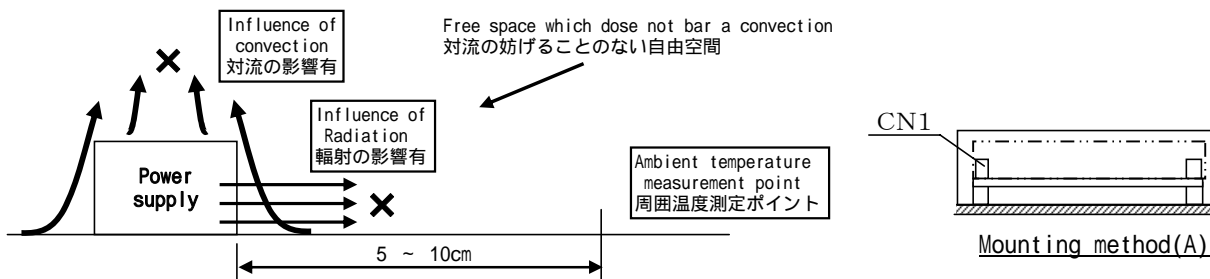 Influence of
convection
対流の影響有
Free space which dose not bar a convection
対流の妨げることのない自由空間
Influence of
Radiation
輻射の影響有
Power
supply
Ambient temperature
measurement point
周囲温度測定ポイント
5 ~ 10cm
CN1
Mounting method(A)